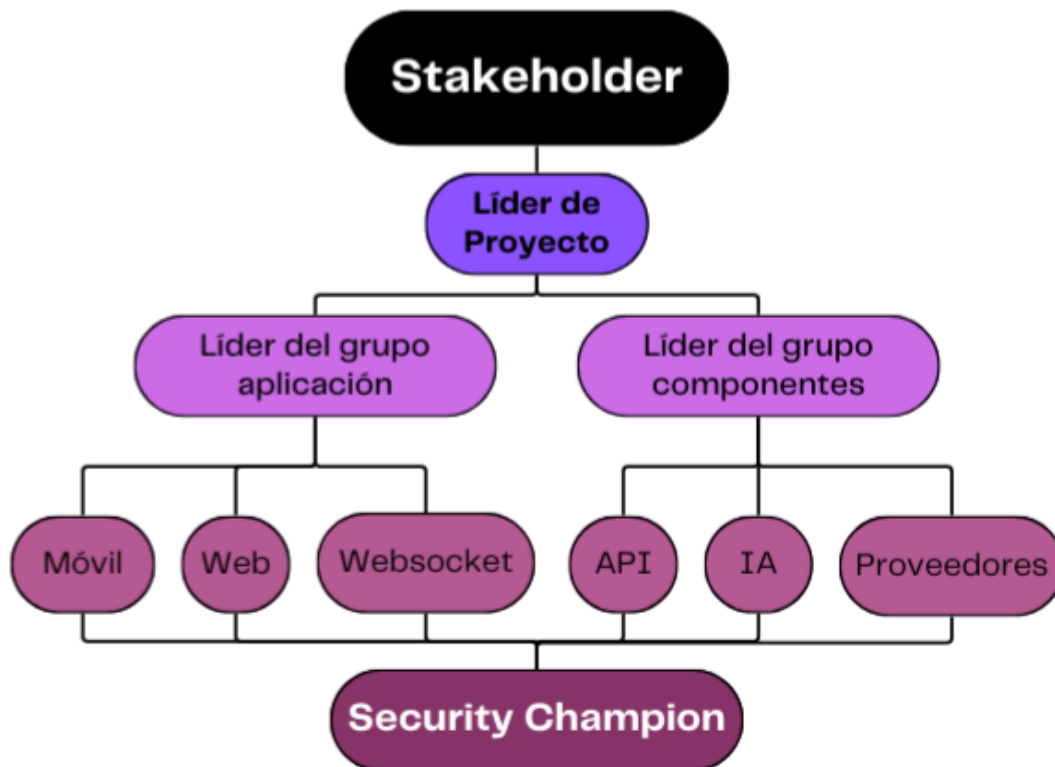 Stakeholder
Líder de
Proyecto
Líder del grupo
aplicación
Líder del grupo
componentes
Móvil
Web
Websocket
API
IA
Proveedores
Security Champion